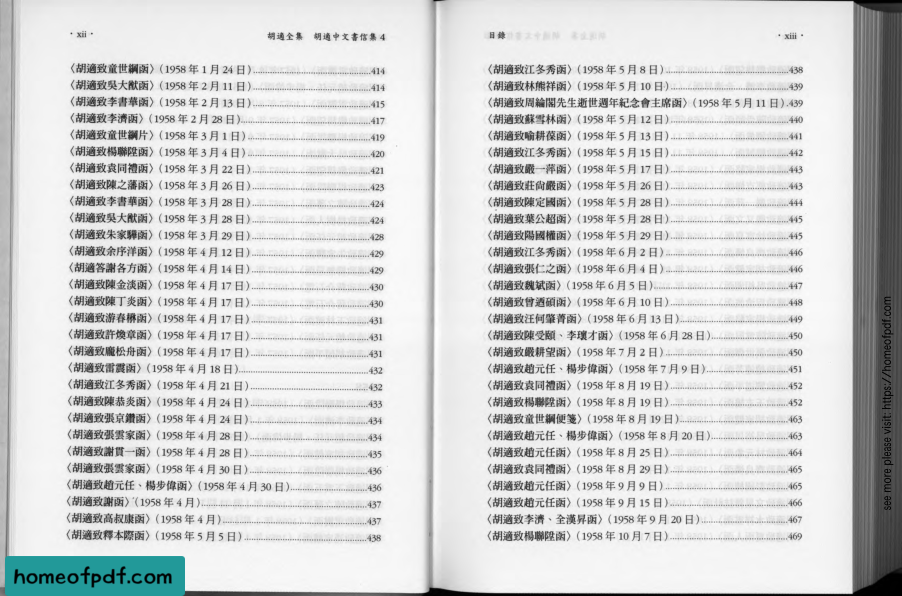 · xii ·
胡適全集 胡適中文書信集 4
〈胡適致童世綱函〉（1958 年 1 月 24 日）414
〈胡適致吳大猷函〉（1958 年 2 月 11 日）414
〈胡適致李書華函〉（1958 年 2 月 13 日）415
〈胡適致李濟函〉（1958 年 2 月 28 日）417
〈胡適致童世綱片〉（1958 年 3 月 1 日）419
〈胡適致楊聯陞函〉（1958 年 3 月 4 日）420
〈胡適致袁同禮函〉（1958 年 3 月 22 日）421
〈胡適致陳之藩函〉（1958 年 3 月 26 日）423
〈胡適致李書華函〉（1958 年 3 月 28 日）424
〈胡適致吳大猷函〉（1958 年 3 月 28 日）424
〈胡適致朱家驊函〉（1958 年 3 月 29 日）428
〈胡適致余序洋函〉（1958 年 4 月 12 日）429
〈胡適答謝各方函〉（1958 年 4 月 14 日）429
〈胡適致陳金淡函〉（1958 年 4 月 17 日）430
〈胡適致陳丁炎函〉（1958 年 4 月 17 日）430
〈胡適致游春楙函〉（1958 年 4 月 17 日）431
〈胡適致許煥章函〉（1958 年 4 月 17 日）431
〈胡適致龐松舟函〉（1958 年 4 月 17 日）431
〈胡適致雷震函〉（1958 年 4 月 18 日）432
〈胡適致江冬秀函〉（1958 年 4 月 21 日）432
〈胡適致陳恭炎函〉（1958 年 4 月 24 日）433
〈胡適致張京鑽函〉（1958 年 4 月 24 日）434
〈胡適致張雲家函〉（1958 年 4 月 28 日）434
〈胡適致謝貫一函〉（1958 年 4 月 28 日）435
〈胡適致張雲家函〉（1958 年 4 月 30 日）436
〈胡適致趙元任、楊步偉函〉（1958 年 4 月 30 日）436
〈胡適致謝函〉（1958 年 4 月）437
〈胡適致高叔康函〉（1958 年 4 月）437
〈胡適致釋本際函〉（1958 年 5 月 5 日）438
目錄
· xiii ·
〈胡適致江冬秀函〉（1958 年 5 月 8 日）438
〈胡適致林熊祥函〉（1958 年 5 月 10 日）439
〈胡適致周綸閣先生逝世週年紀念會主席函〉（1958 年 5 月 11 日）.439
〈胡適致蘇雪林函〉（1958 年 5 月 12 日）440
〈胡適致喻耕葆函〉（1958 年 5 月 13 日）441
〈胡適致江冬秀函〉（1958 年 5 月 15 日）442
〈胡適致嚴一萍函〉（1958 年 5 月 17 日）443
〈胡適致莊尚嚴函〉（1958 年 5 月 26 日）443
〈胡適致陳定國函〉（1958 年 5 月 28 日）444
〈胡適致葉公超函〉（1958 年 5 月 28 日）445
〈胡適致陽國權函〉（1958 年 5 月 29 日）445
〈胡適致江冬秀函〉（1958 年 6 月 2 日）446
〈胡適致張仁之函〉（1958 年 6 月 4 日）446
〈胡適致魏斌函〉（1958 年 6 月 5 日）447
〈胡適致曾迺碩函〉（1958 年 6 月 10 日）448
〈胡適致汪何肇菁函〉（1958 年 6 月 13 日）449
〈胡適致陳受頤、李瓌才函〉（1958 年 6 月 28 日）450
〈胡適致嚴耕望函〉（1958 年 7 月 2 日）450
〈胡適致趙元任、楊步偉函〉（1958 年 7 月 9 日）451
〈胡適致袁同禮函〉（1958 年 8 月 19 日）452
〈胡適致楊聯陞函〉（1958 年 8 月 19 日）452
〈胡適致童世綱便箋〉（1958 年 8 月 19 日）463
〈胡適致趙元任、楊步偉函〉（1958 年 8 月 20 日）463
〈胡適致趙元任函〉（1958 年 8 月 25 日）464
〈胡適致袁同禮函〉（1958 年 8 月 29 日）465
〈胡適致趙元任函〉（1958 年 9 月 9 日）465
〈胡適致趙元任函〉（1958 年 9 月 15 日）466
〈胡適致李濟、全漢昇函〉（1958 年 9 月 20 日）467
〈胡適致楊聯陞函〉（1958 年 10 月 7 日）469
see more please visit: https://homeofpdf.com
homeofpdf.com